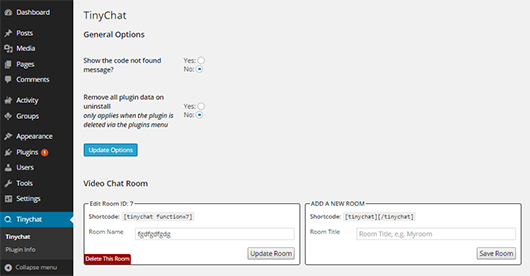 Dashboard
Posts
Media
Pages
Comments
Activity
Groups
Appearance
Plugins 1
Users
Tools
Settings
Tinychat
Tinychat
Plugin Info
Collapse menu
TinyChat
General Options
Show the code not found
message?
Yes:
No:
Remove all plugin data on
uninstall
only applies when the plugin is
deleted via the plugins menu
Yes:
No:
Update Options
Video Chat Room
Edit Room ID: 7
Shortcode: [tinychat function=7]
Room Name fgdfgdfgdg
Delete This Room
Update Room
ADD A NEW ROOM
Shortcode: [tinychat][/tinychat]
Room Title Room Title, e.g. Myroom
Save Room